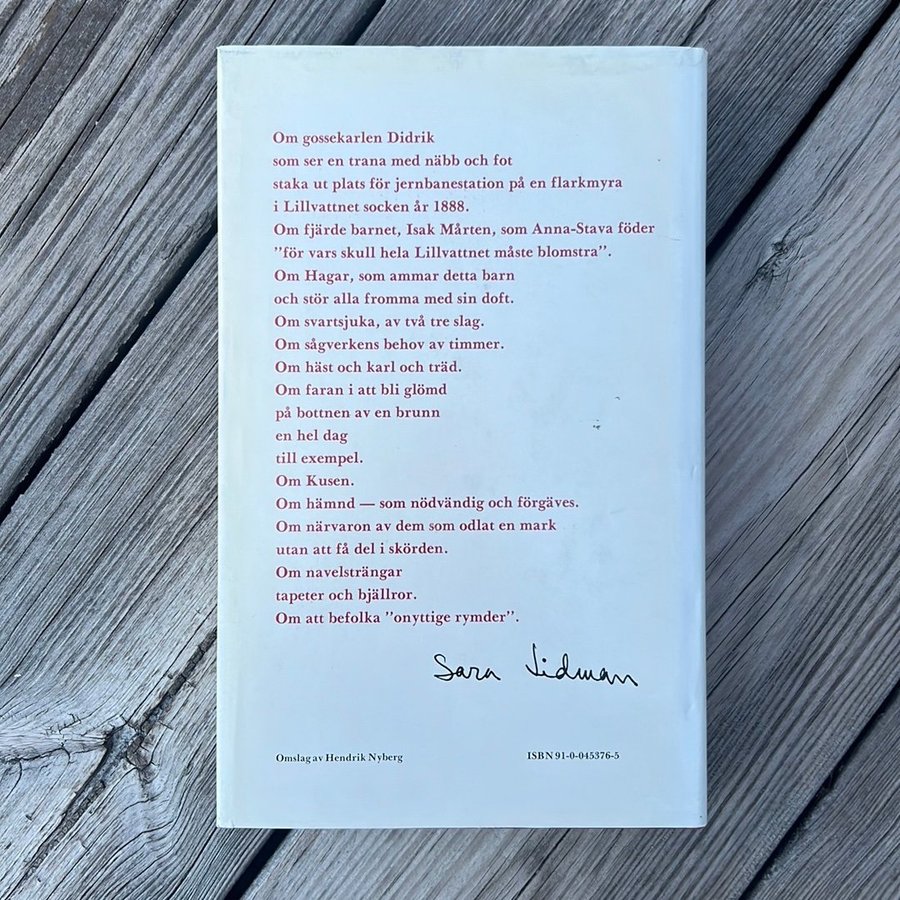 Om gossekarlen Didrik
som ser en trana med näbb och fot
staka ut plats för jernbanestation på en flarkmyra
i Lillvattnet socken år 1888.
Om fjärde barnet, Isak Mårten, som Anna-Stava föder
”för vars skull hela Lillvattnet måste blomstra”.
Om Hagar, som ammar detta barn
och stör alla fromma med sin doft.
Om svartsjuka, av två tre slag.
Om sågverkens behov av timmer.
Om häst och karl och träd.
Om faran i att bli glömd
på bottnen av en brunn
en hel dag
till exempel.
Om Kusen.
Om hämnd — som nödvändig och förgäves.
Om närvaron av dem som odlat en mark
utan att få del i skörden.
Om navelsträngar
tapeter och bjällror.
Om att befolka ”onyttige rymder”.
Sara Lidman
Omslag av Hendrik Nyberg ISBN 91-0-045376-5